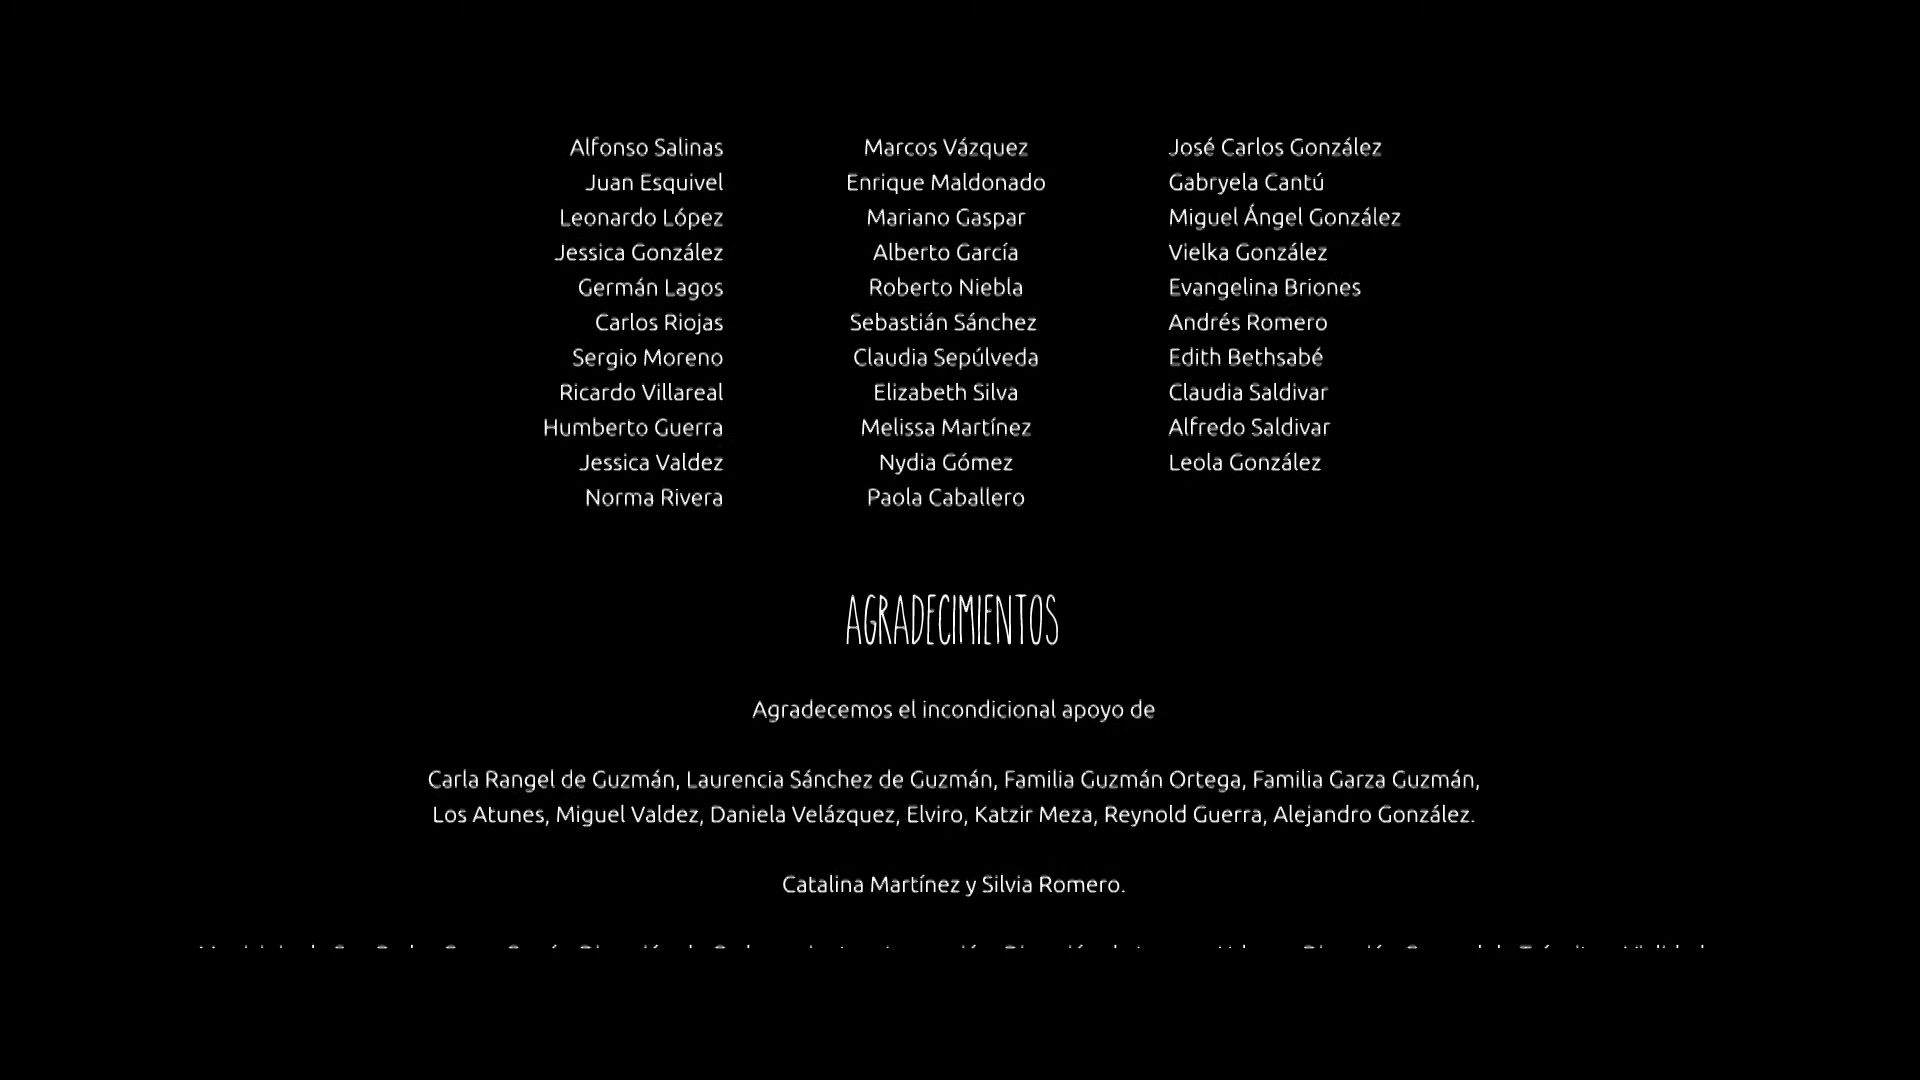 Alfonso Salinas Marcos Vázquez José Carlos González
Juan Esquivel Enrique Maldonado Gabryela Cantú
Leonardo López Mariano Gaspar Miguel Ángel González
Jessica González Alberto García Vielka González
Germán Lagos Roberto Niebla Evangelina Briones
Carlos Riojas Sebastián Sánchez Andrés Romero
Sergio Moreno Claudia Sepúlveda Edith Bethsabé
Ricardo Villareal Elizabeth Silva Claudia Saldivar
Humberto Guerra Melissa Martínez Alfredo Saldivar
Jessica Valdez Nydia Gómez Leola González
Norma Rivera Paola Caballero
AGRADECIMIENTOS
Agradecemos el incondicional apoyo de
Carla Rangel de Guzmán, Laurencia Sánchez de Guzmán, Familia Guzmán Ortega, Familia Garza Guzmán,
Los Atunes, Miguel Valdez, Daniela Velázquez, Elviro, Katzir Meza, Reynold Guerra, Alejandro González.
Catalina Martínez y Silvia Romero.